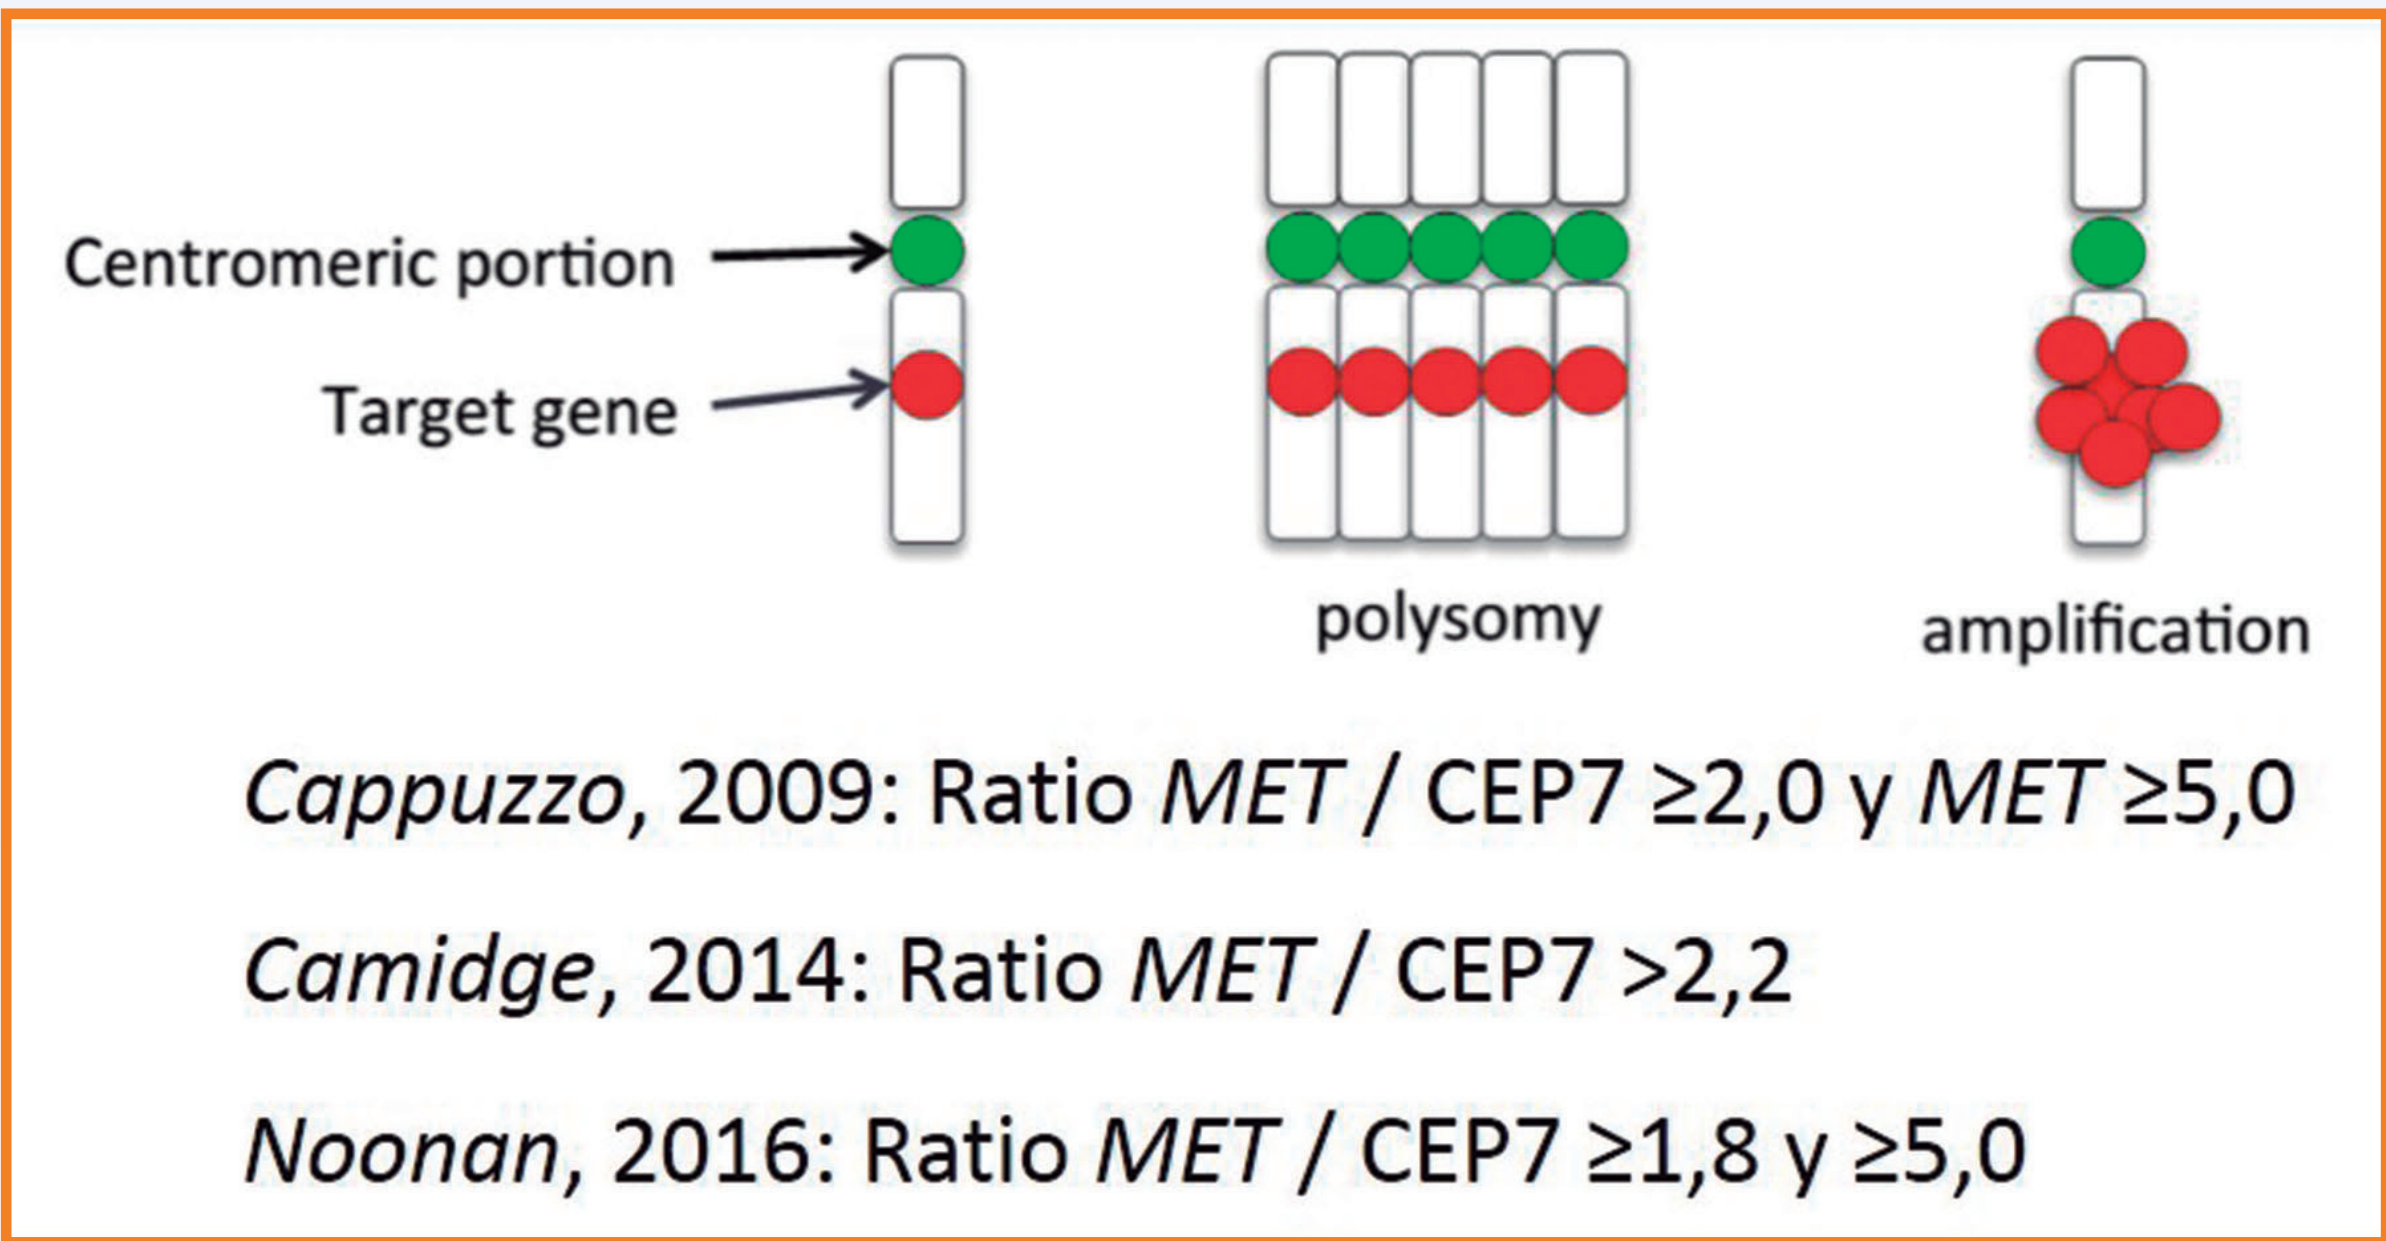 Centromeric portion
Target gene
polysomy
amplification
Cappuzzo, 2009: Ratio MET / CEP7 ≥2,0 y MET ≥5,0
Camidge, 2014: Ratio MET / CEP7 >2,2
Noonan, 2016: Ratio MET / CEP7 ≥1,8 y ≥5,0